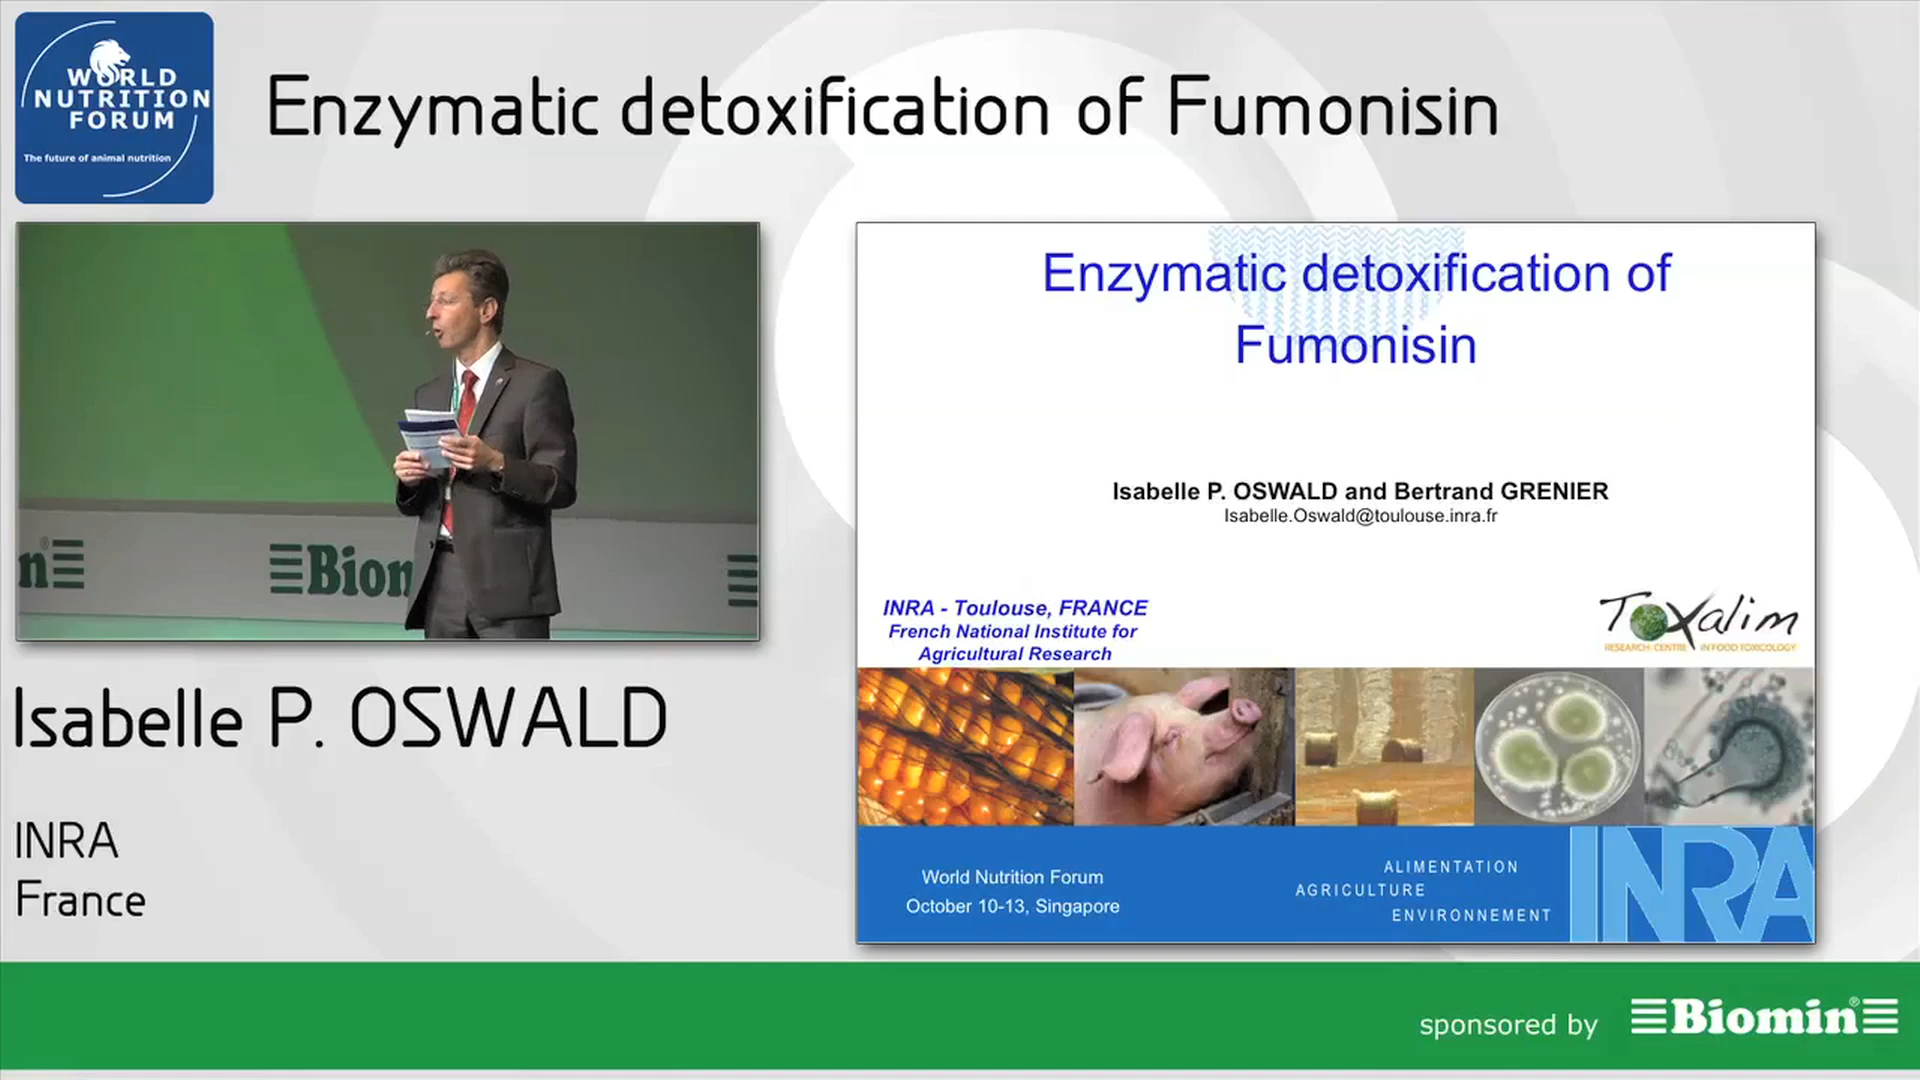 WORLD
NUTRITION
FORUM
The future of animal nutrition
Enzymatic detoxification of Fumonisin
n®
Biom
Isabelle P. OSWALD
INRA
France
Enzymatic detoxification of
Fumonisin
Isabelle P. OSWALD and Bertrand GRENIER
Isabelle.Oswald@toulouse.inra.fr
INRA - Toulouse, FRANCE
French National Institute for
Agricultural Research
Toxalim
RESEARCH CENTRE IN FOOD TOXICOLOGY
World Nutrition Forum
October 10-13, Singapore
ALIMENTATION
AGRICULTURE
ENVIRONNEMENT
INRA
sponsored by Biomin®